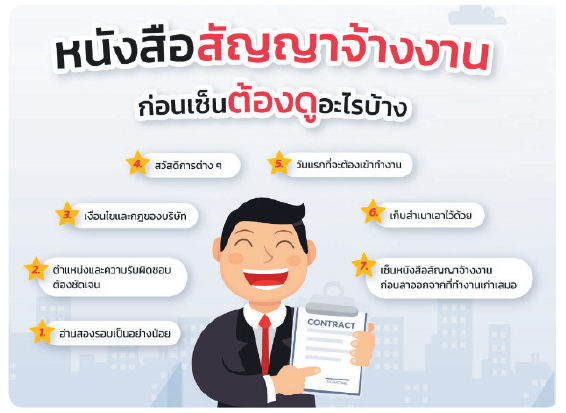 หนังสือสัญญาจ้างงาน
ก่อนเซ็นต้องดูอะไรบ้าง
1. อ่านสองรอบเป็นอย่างน้อย
2. ตำแหน่งและความรับผิดชอบ
ต้องชัดเจน
3. เงื่อนไขและกฎของบริษัท
4. สวัสดิการต่าง ๆ
5. วันแรกที่จะต้องเข้าทำงาน
6. เก็บสำเนาเอาไว้ด้วย
7. เซ็นหนังสือสัญญาจ้างงาน
ก่อนลาออกจากที่ทำงานเก่าเสมอ
CONTRACT